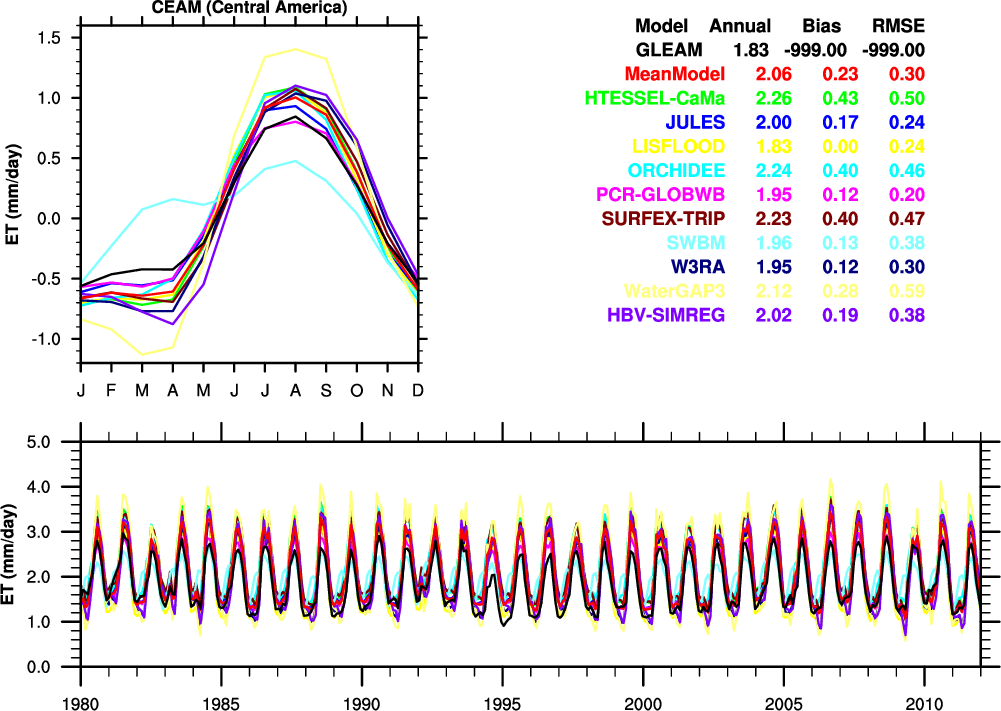 CEAM (Central America)
ET (mm/day)
1.5
1.0
0.5
0.0
-0.5
-1.0
J F M A M J J A S O N D
Model Annual Bias RMSE
GLEAM 1.83 -999.00 -999.00
MeanModel 2.06 0.23 0.30
HTESSEL-CaMa 2.26 0.43 0.50
JULES 2.00 0.17 0.24
LISFLOOD 1.83 0.00 0.24
ORCHIDEE 2.24 0.40 0.46
PCR-GLOBWB 1.95 0.12 0.20
SURFEX-TRIP 2.23 0.40 0.47
SWBM 1.96 0.13 0.38
W3RA 1.95 0.12 0.30
WaterGAP3 2.12 0.28 0.59
HBV-SIMREG 2.02 0.19 0.38
ET (mm/day)
5.0
4.0
3.0
2.0
1.0
0.0
1980 1985 1990 1995 2000 2005 2010